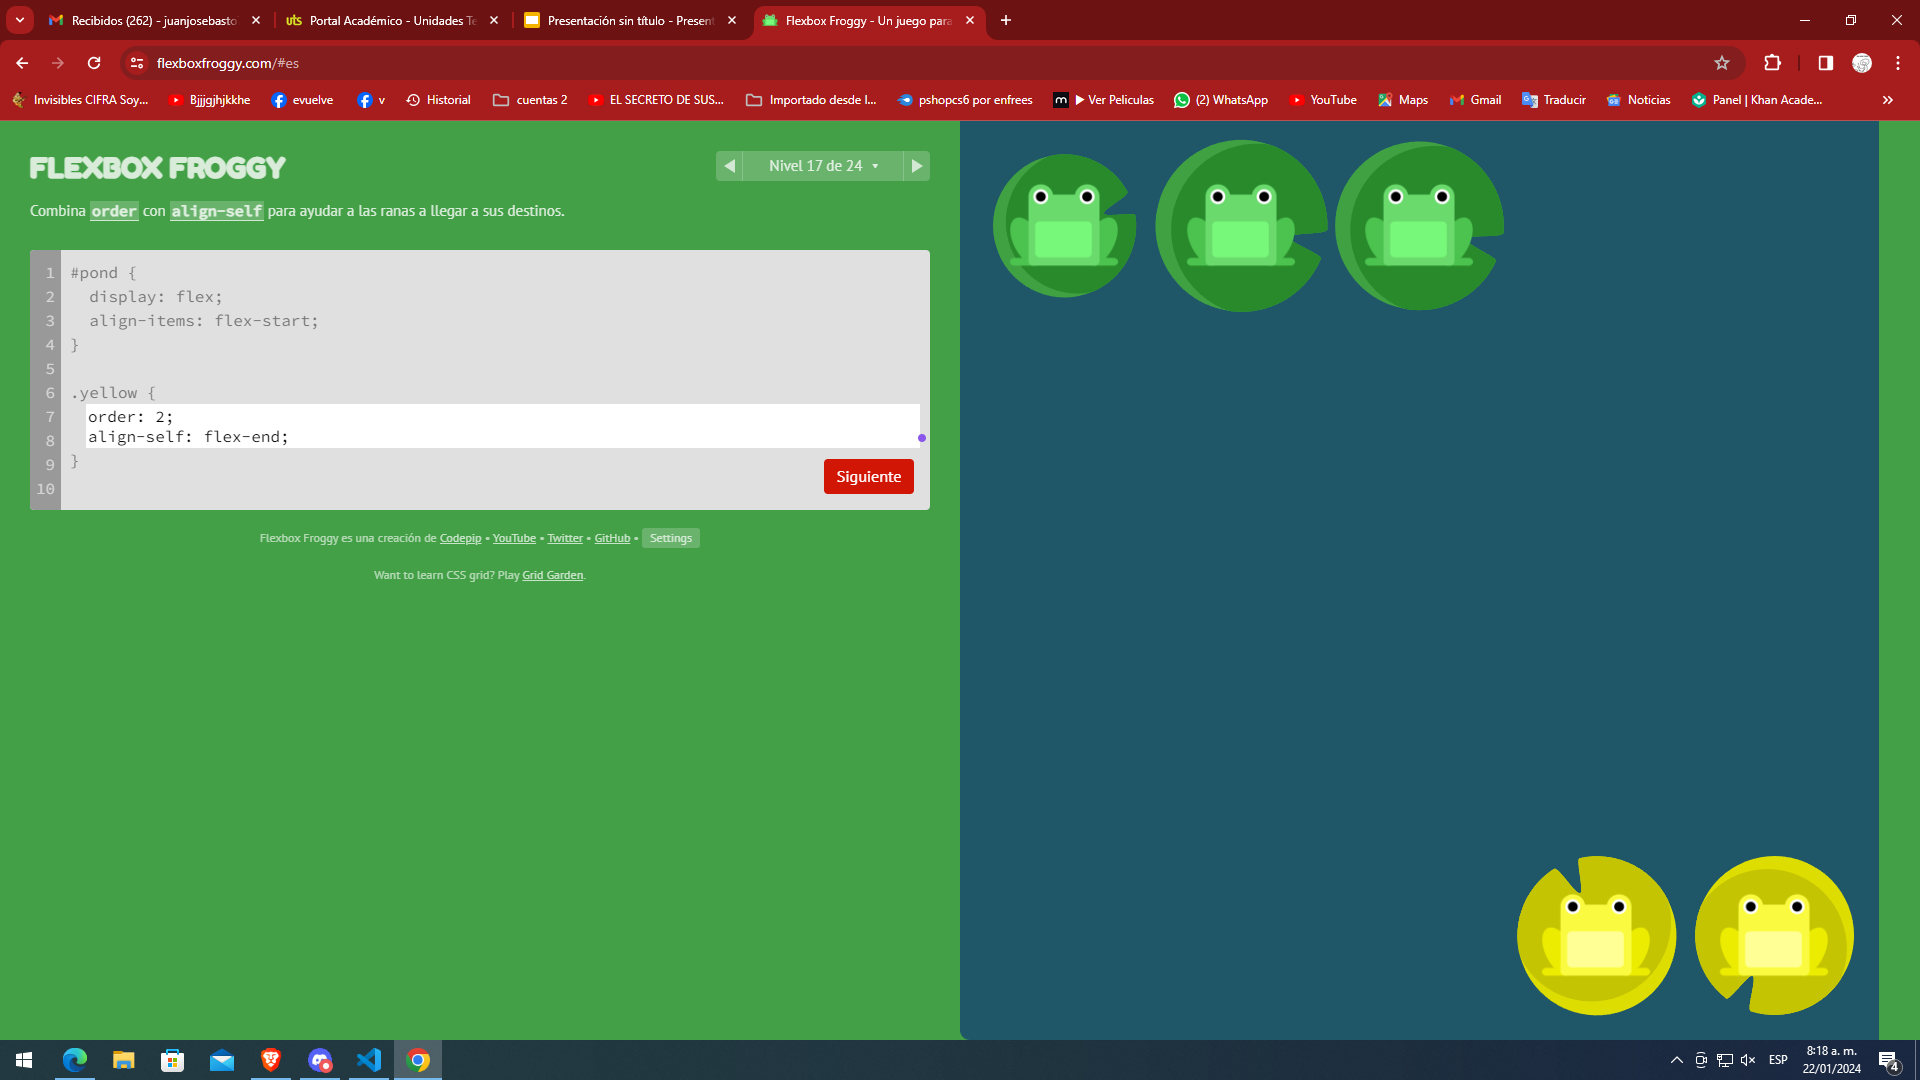 Recibidos (262) - juanjosebasto
uts Portal Académico - Unidades Te
Presentación sin título - Present
Flexbox Froggy - Un juego para
flexboxfroggy.com/#es
Invisibles CIFRA Soy...
Bjjjgjhjkkhe
evuelve
v
Historial
cuentas 2
EL SECRETO DE SUS...
Importado desde l...
pshopcs6 por enfrees
m ▶ Ver Peliculas
(2) WhatsApp
YouTube
Maps
Gmail
Traducir
Noticias
Panel | Khan Acade...
FLEXBOX FROGGY
Nivel 17 de 24
Combina order con align-self para ayudar a las ranas a llegar a sus destinos.
1 #pond {
2 display: flex;
3 align-items: flex-start;
4 }
5
6 .yellow {
7 order: 2;
8 align-self: flex-end;
9 }
10
Siguiente
Flexbox Froggy es una creación de Codepip • YouTube • Twitter • GitHub • Settings
Want to learn CSS grid? Play Grid Garden.
ESP
8:18 a. m.
22/01/2024
4